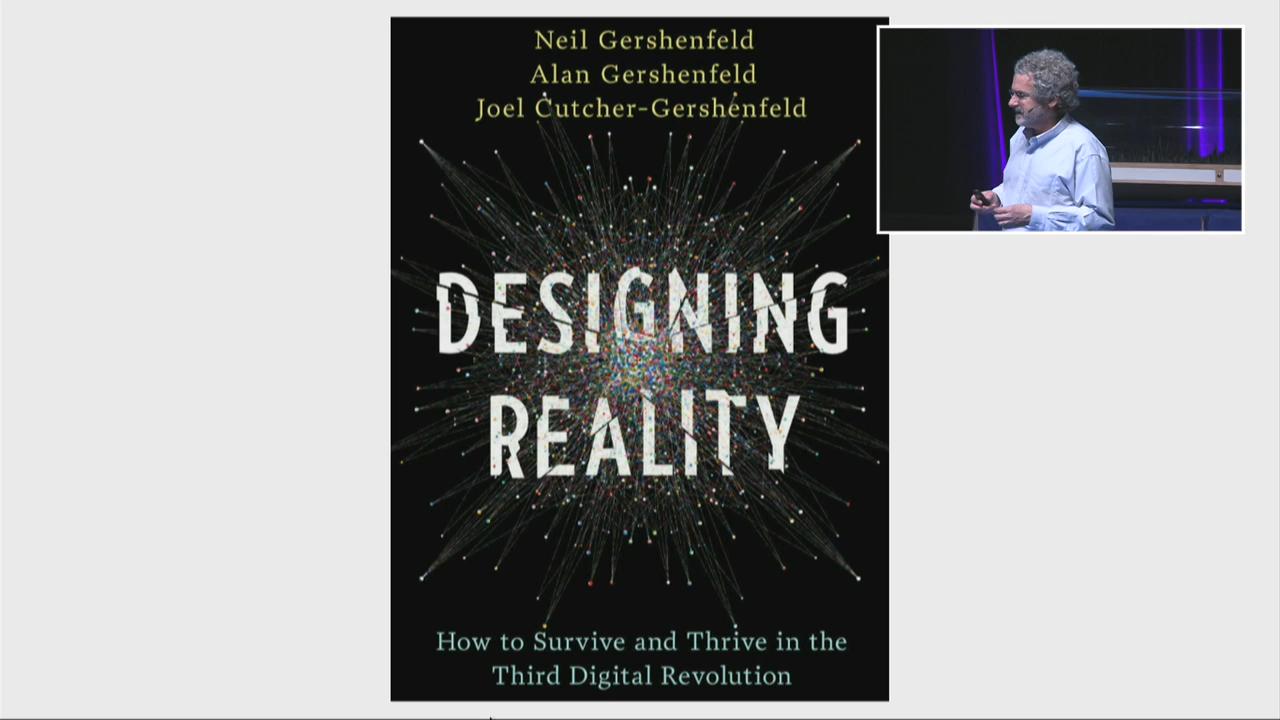 Neil Gershenfeld
Alan Gershenfeld
Joel Cutcher-Gershenfeld
DESIGNING
REALITY
How to Survive and Thrive in the
Third Digital Revolution